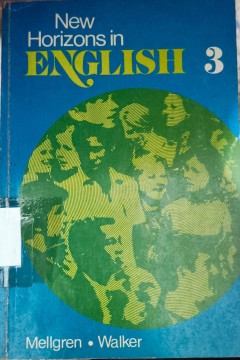 New
Horizons in
ENGLISH 3
Mellgren • Walker